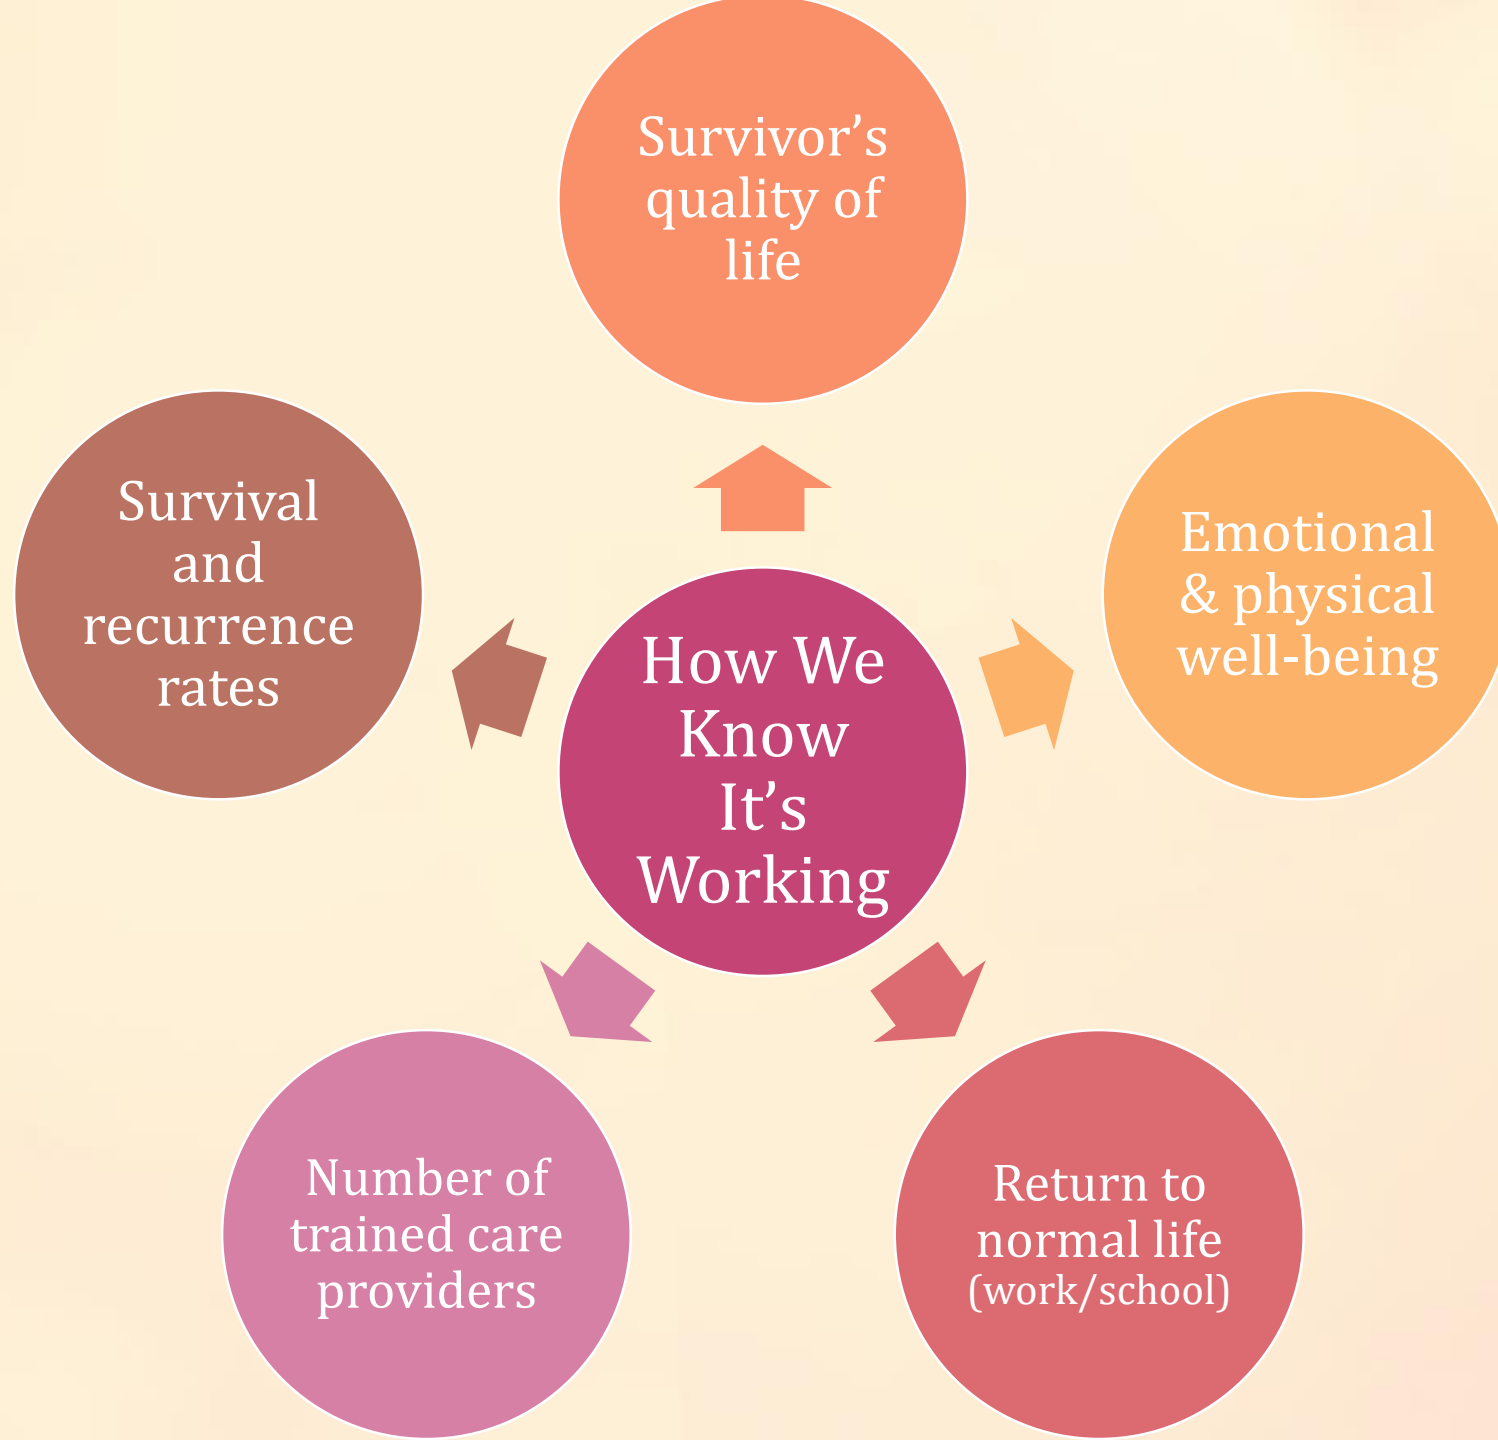 Survivor’s
quality of
life
Emotional
& physical
well-being
Return to
normal life
(work/school)
Number of
trained care
providers
Survival
and
recurrence
rates
How We
Know
It’s
Working